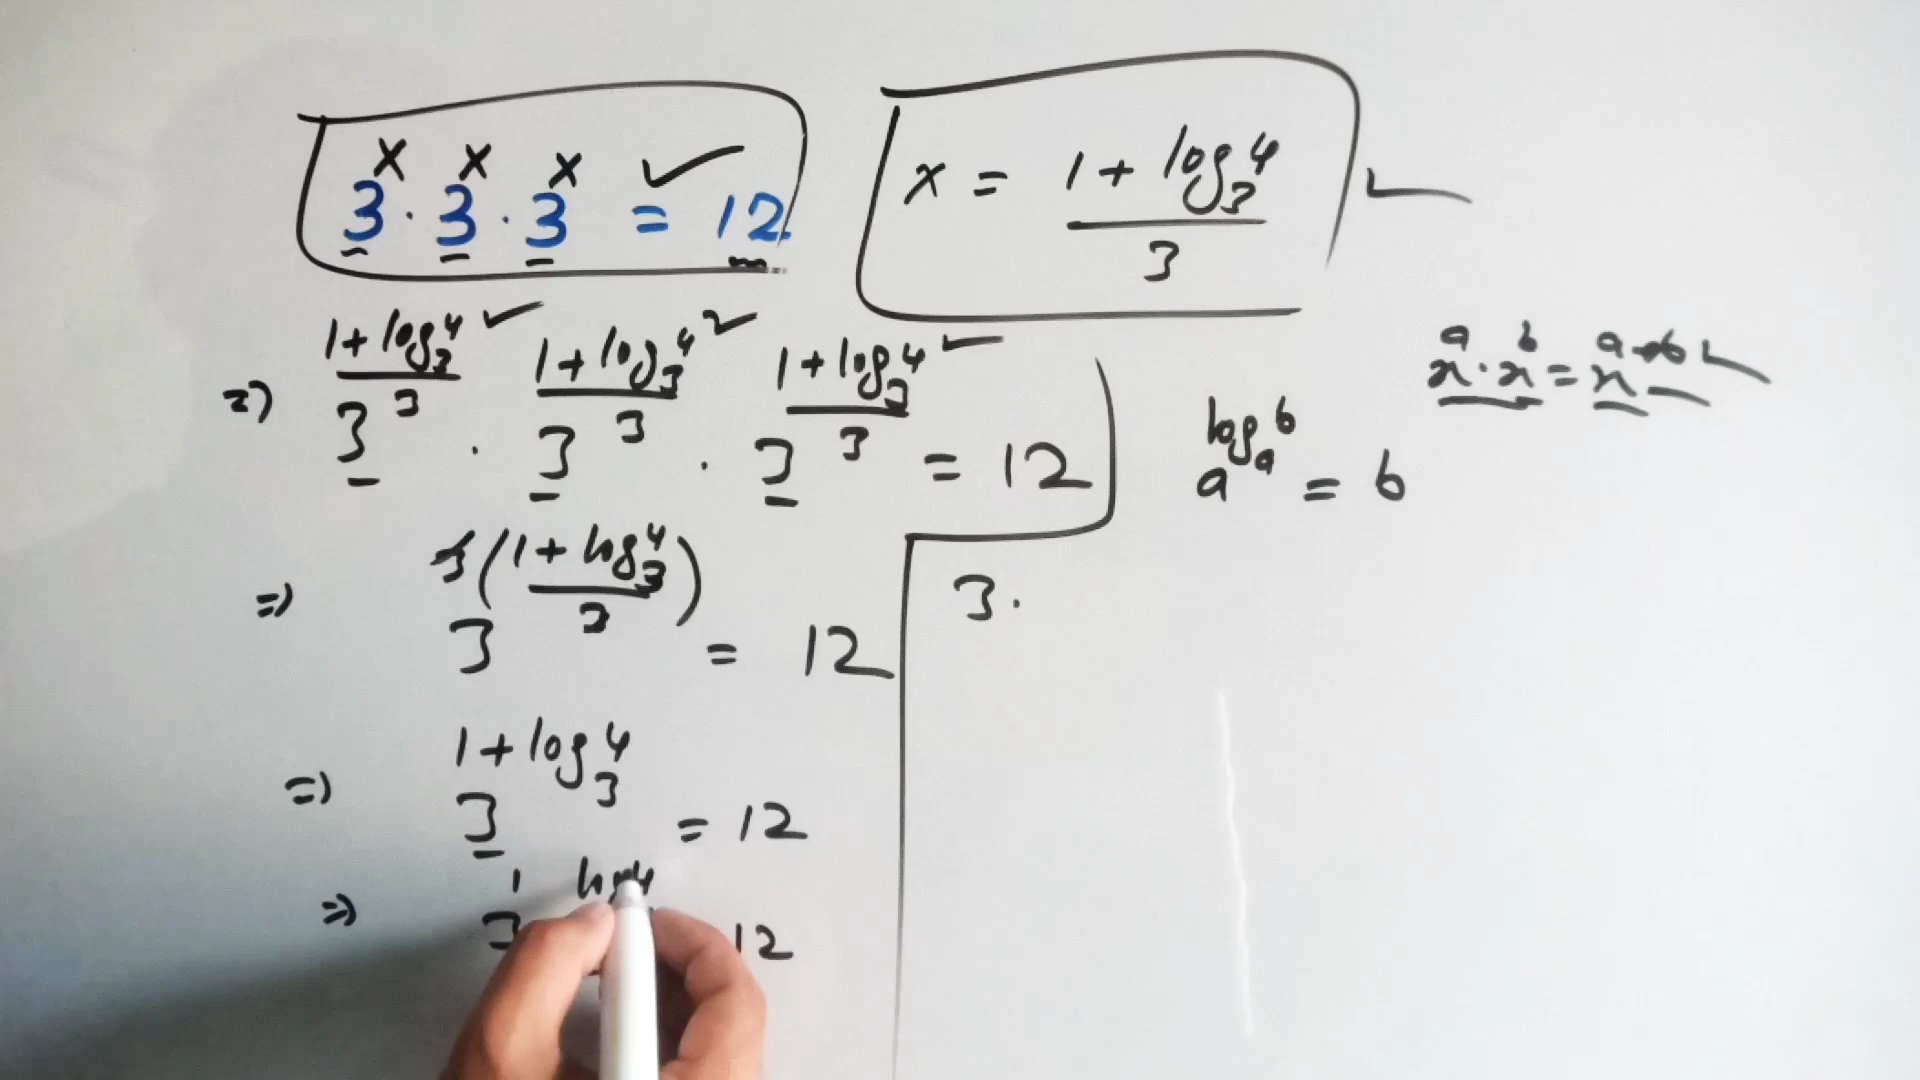 3^x · 3^x · 3^x = 12 ✓
x = (1 + log_3 4)/3 ✓
=> 3^((1 + log_3 4)/3) · 3^((1 + log_3 4)/3) · 3^((1 + log_3 4)/3) = 12
x^a · x^b = x^(a+b)
a^(log_a b) = b
=> 3^(3((1 + log_3 4)/3)) = 12
=> 3^(1 + log_3 4) = 12
=> 3^1 log 4 12
3 ·